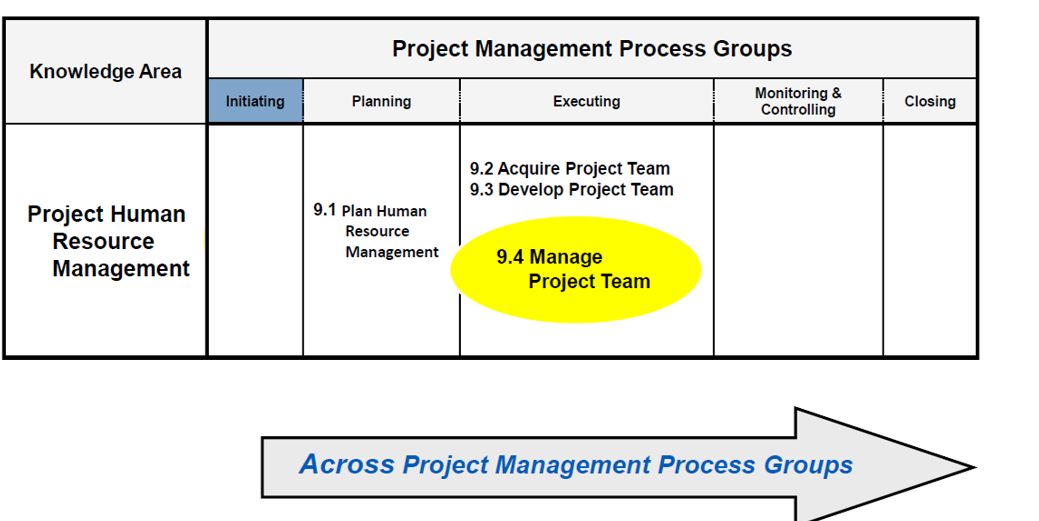 Knowledge Area
Project Management Process Groups
Initiating
Planning
Executing
Monitoring &
Controlling
Closing
Project Human
Resource
Management
9.1 Plan Human
Resource
Management
9.2 Acquire Project Team
9.3 Develop Project Team
9.4 Manage
Project Team
Across Project Management Process Groups